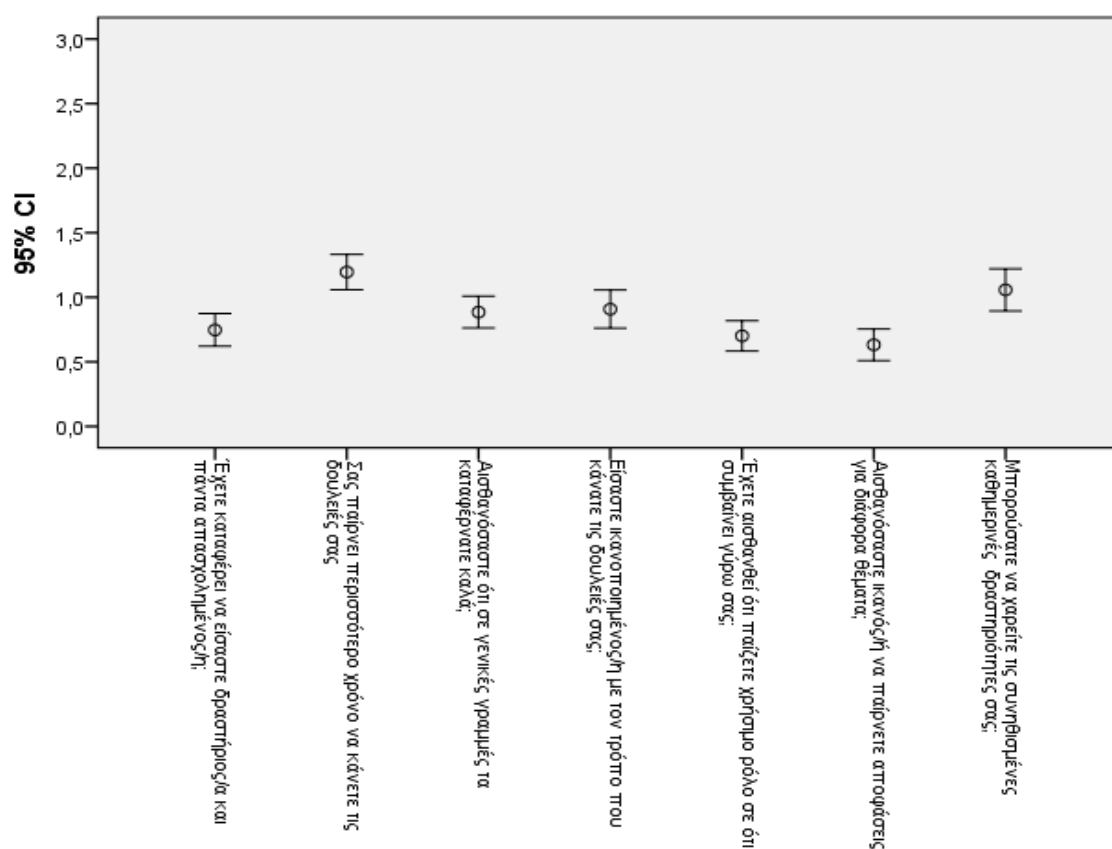 3,0
2,5
2,0
1,5
1,0
0,5
0,0
95% CI
Έχετε καταφέρει να είσαστε δραστήριος/α και
πάντα απασχολημένος/η;
Σας παίρνει περισσότερο χρόνο να κάνετε τις
δουλειές σας
Αισθανόσαστε ότι σε γενικές γραμμές τα
καταφέρνατε καλά;
Είσαστε ικανοποιημένος/η με τον τρόπο που
κάνατε τις δουλειές σας;
Έχετε αισθανθεί ότι παίζετε χρήσιμο ρόλο σε ότι
συμβαίνει γύρω σας;
Αισθανόσαστε ικανός/ή να παίρνετε αποφάσεις
για διάφορα θέματα;
Μπορούσατε να χαρείτε τις συνηθισμένες
καθημερινές δραστηριότητες σας;